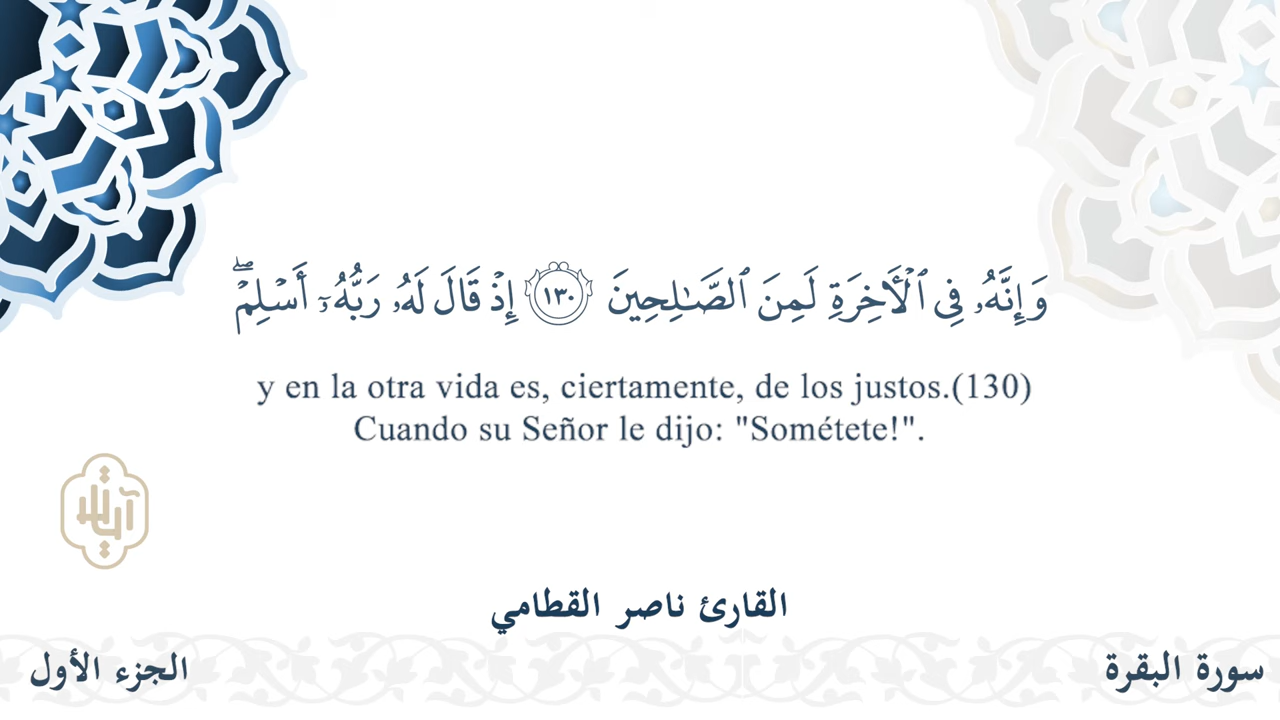 وَإِنَّهُۥ فِى ٱلْـَٔاخِرَةِ لَمِنَ ٱلصَّـٰلِحِينَ ١٣٠ إِذْ قَالَ لَهُۥ رَبُّهُۥٓ أَسْلِمْ ۖ
y en la otra vida es, ciertamente, de los justos.(130)
Cuando su Señor le dijo: "Sométete!".
القارئ ناصر القطامي
سورة البقرة
الجزء الأول